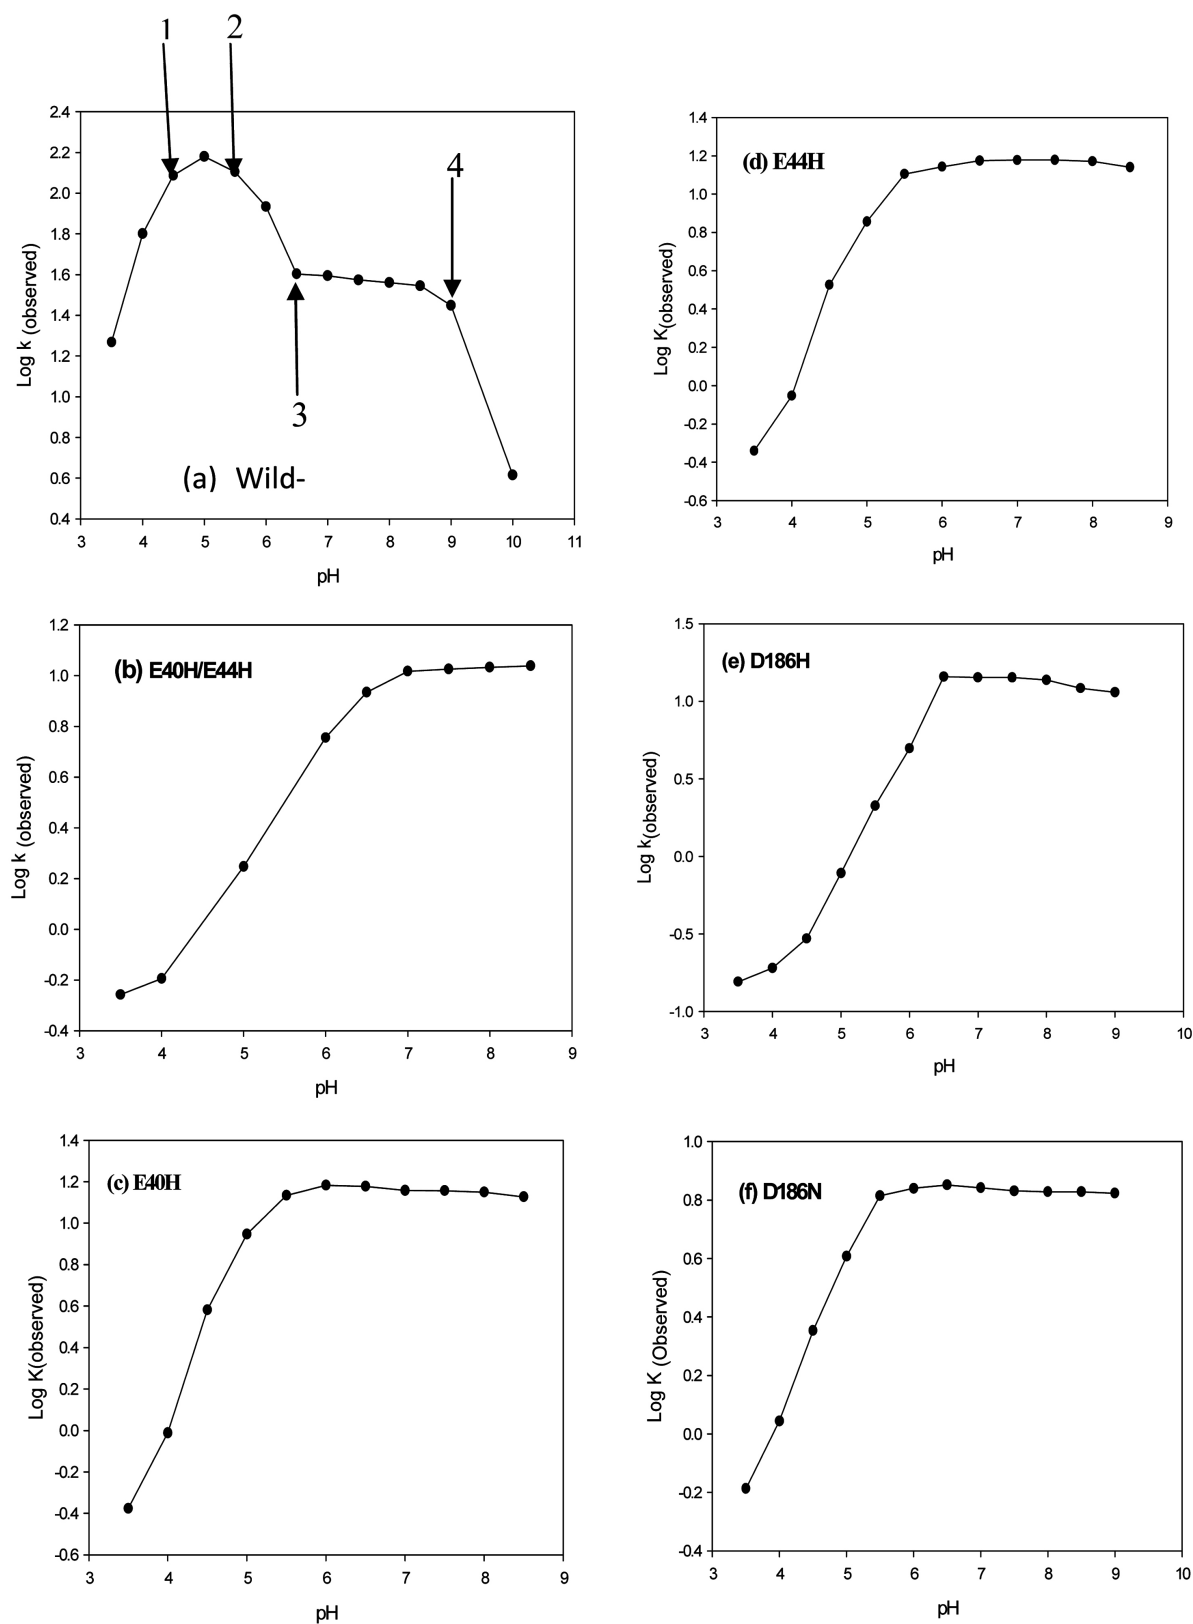 1 2
2.4
2.2
2.0
1.8
1.6
1.4
1.2
1.0
0.8
0.6
0.4
4
3
Log k (observed)
(a) Wild-
3 4 5 6 7 8 9 10 11
pH
1.4
1.2
1.0
0.8
0.6
0.4
0.2
0.0
-0.2
-0.4
-0.6
Log K(observed)
(d) E44H
3 4 5 6 7 8 9
pH
1.2
1.0
0.8
0.6
0.4
0.2
0.0
-0.2
-0.4
Log k (observed)
(b) E40H/E44H
3 4 5 6 7 8 9
pH
1.5
1.0
0.5
0.0
-0.5
-1.0
Log k(observed)
(e) D186H
3 4 5 6 7 8 9 10
pH
1.4
1.2
1.0
0.8
0.6
0.4
0.2
0.0
-0.2
-0.4
-0.6
Log K(observed)
(c) E40H
3 4 5 6 7 8 9
pH
1.0
0.8
0.6
0.4
0.2
0.0
-0.2
-0.4
Log K (Observed)
(f) D186N
3 4 5 6 7 8 9 10
pH